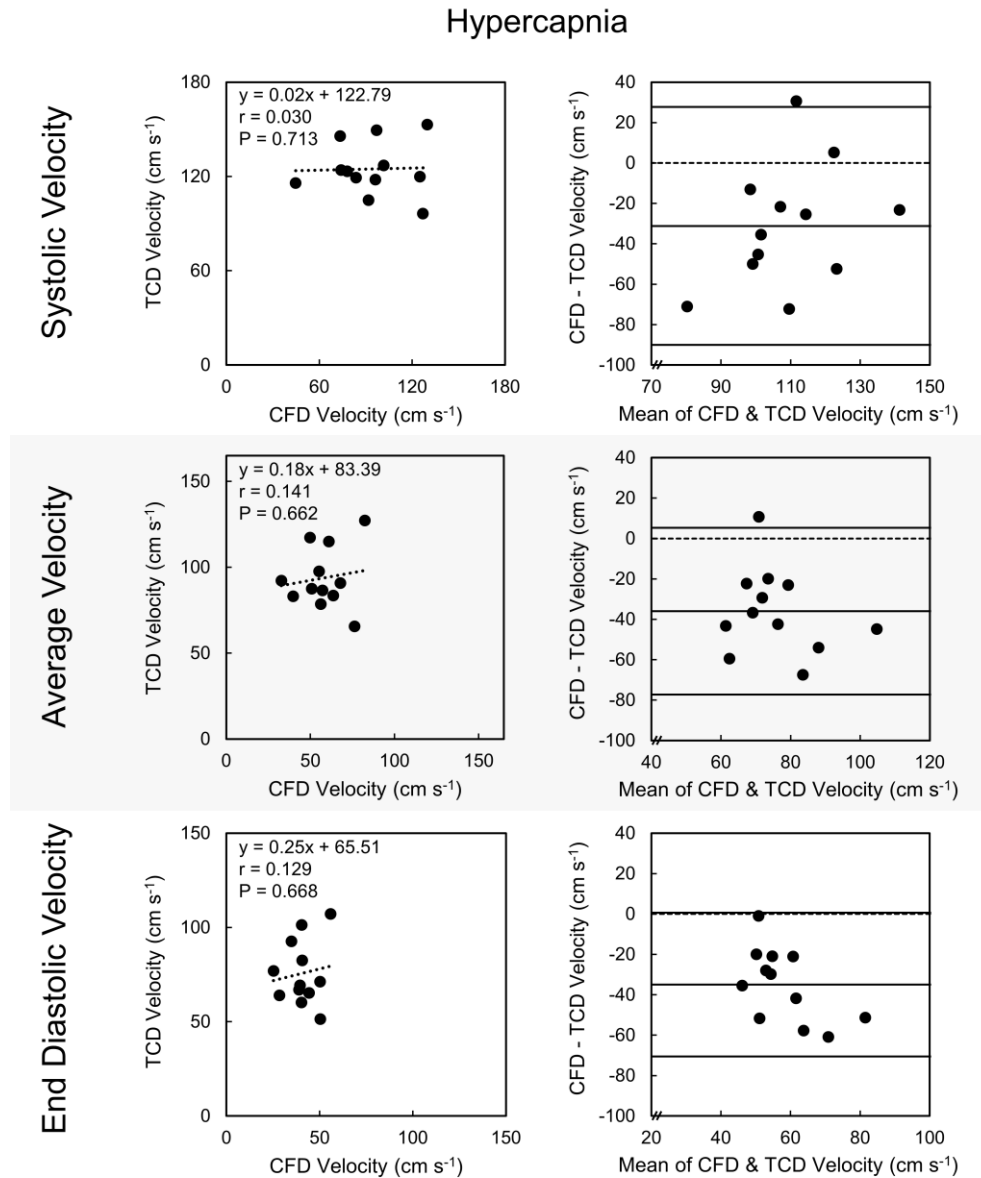 Hypercapnia
Systolic Velocity
y = 0.02x + 122.79
r = 0.030
P = 0.713
TCD Velocity (cm s⁻¹)
180
120
60
0
0 60 120 180
CFD Velocity (cm s⁻¹)
CFD - TCD Velocity (cm s⁻¹)
40
20
0
-20
-40
-60
-80
-100
70 90 110 130 150
Mean of CFD & TCD Velocity (cm s⁻¹)
Average Velocity
y = 0.18x + 83.39
r = 0.141
P = 0.662
TCD Velocity (cm s⁻¹)
150
100
50
0
0 50 100 150
CFD Velocity (cm s⁻¹)
CFD - TCD Velocity (cm s⁻¹)
40
20
0
-20
-40
-60
-80
-100
40 60 80 100 120
Mean of CFD & TCD Velocity (cm s⁻¹)
End Diastolic Velocity
y = 0.25x + 65.51
r = 0.129
P = 0.668
TCD Velocity (cm s⁻¹)
150
100
50
0
0 50 100 150
CFD Velocity (cm s⁻¹)
CFD - TCD Velocity (cm s⁻¹)
40
20
0
-20
-40
-60
-80
-100
20 40 60 80 100
Mean of CFD & TCD Velocity (cm s⁻¹)